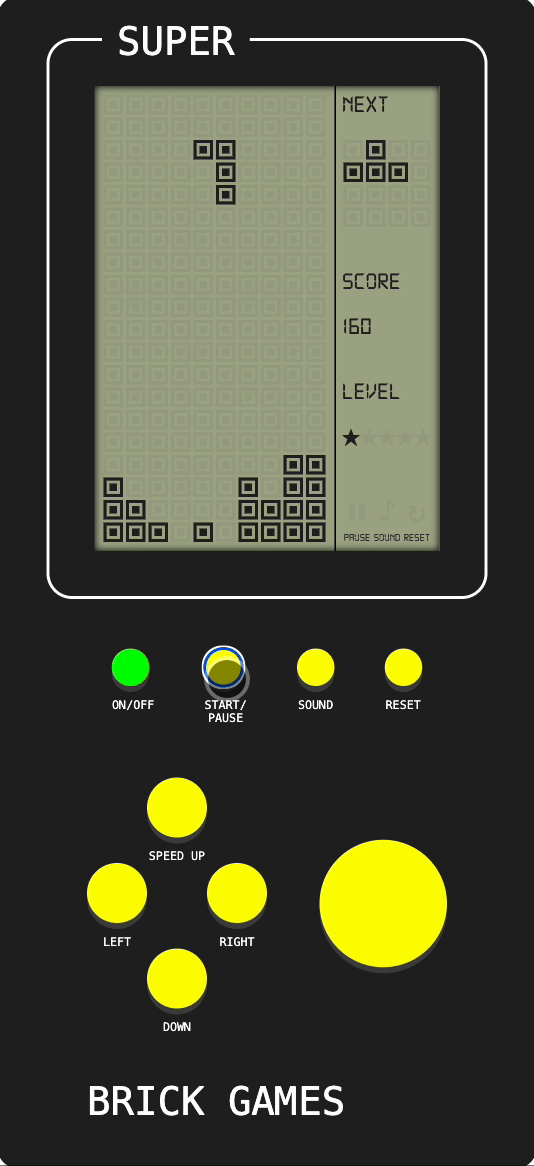 SUPER
NEXT
SCORE
160
LEVEL
PAUSE SOUND RESET
ON/OFF
START/
PAUSE
SOUND
RESET
SPEED UP
LEFT
RIGHT
DOWN
BRICK GAMES